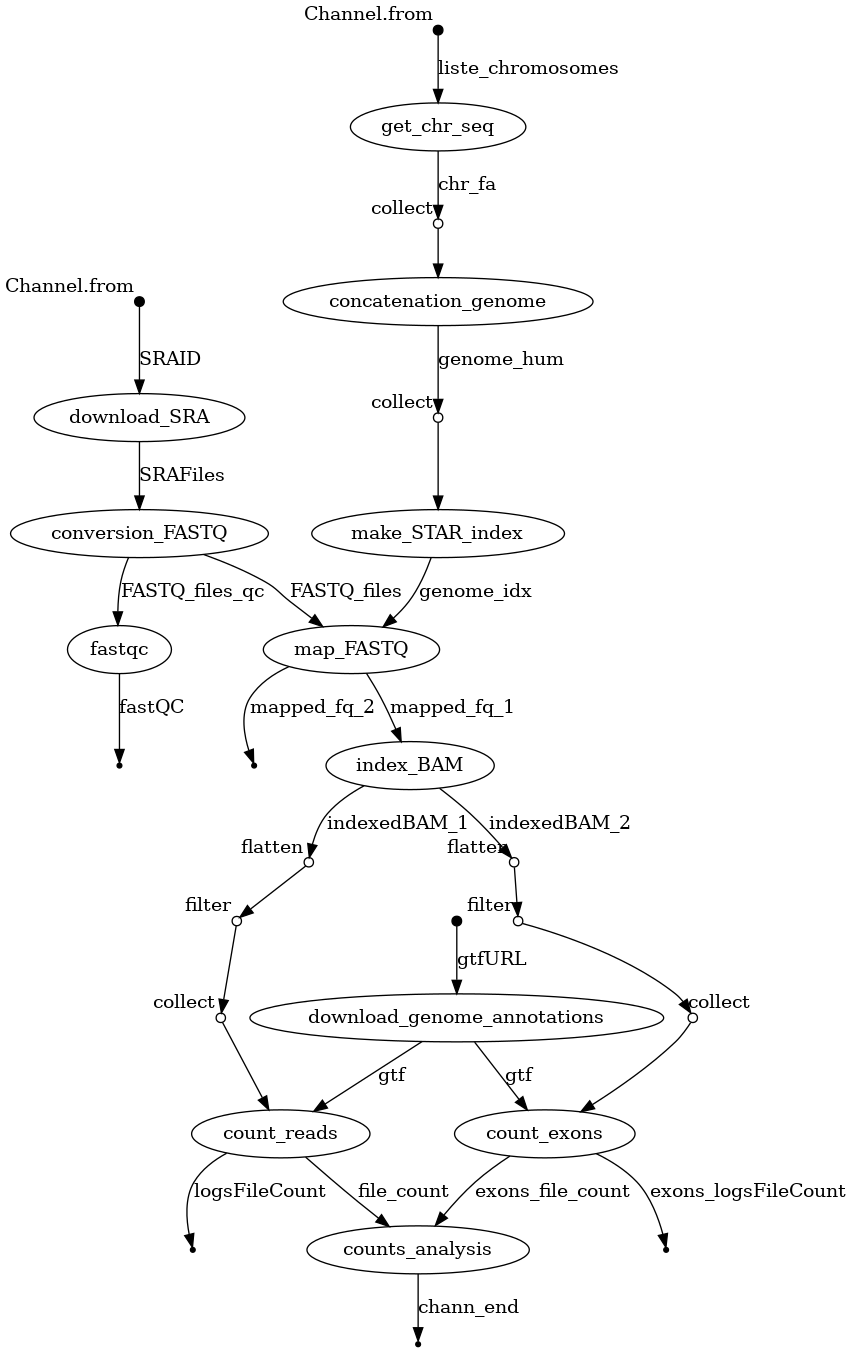 Channel.from
liste_chromosomes
get_chr_seq
chr_fa
collect
Channel.from
concatenation_genome
SRAID
genome_hum
collect
download_SRA
SRAFiles
conversion_FASTQ
make_STAR_index
FASTQ_files_qc
FASTQ_files
genome_idx
fastqc
map_FASTQ
fastQC
mapped_fq_2
mapped_fq_1
index_BAM
indexedBAM_1
indexedBAM_2
flatten
flatten
filter
filter
gtfURL
collect
collect
download_genome_annotations
gtf
gtf
count_reads
count_exons
logsFileCount
file_count
exons_file_count
exons_logsFileCount
counts_analysis
chann_end